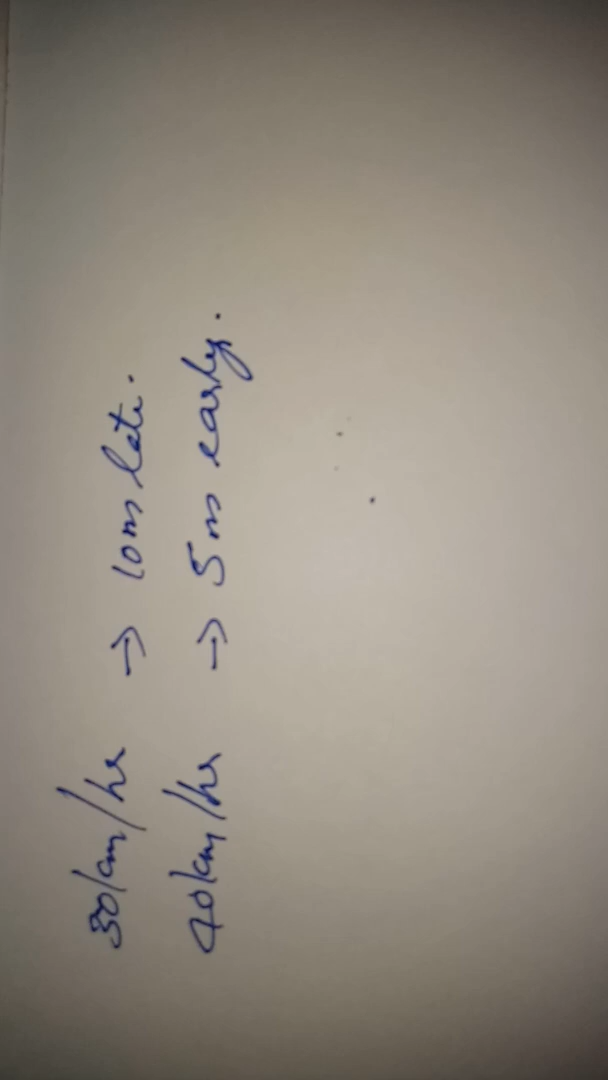 30km/hr → 10m late.
40km/hr → 5m early.